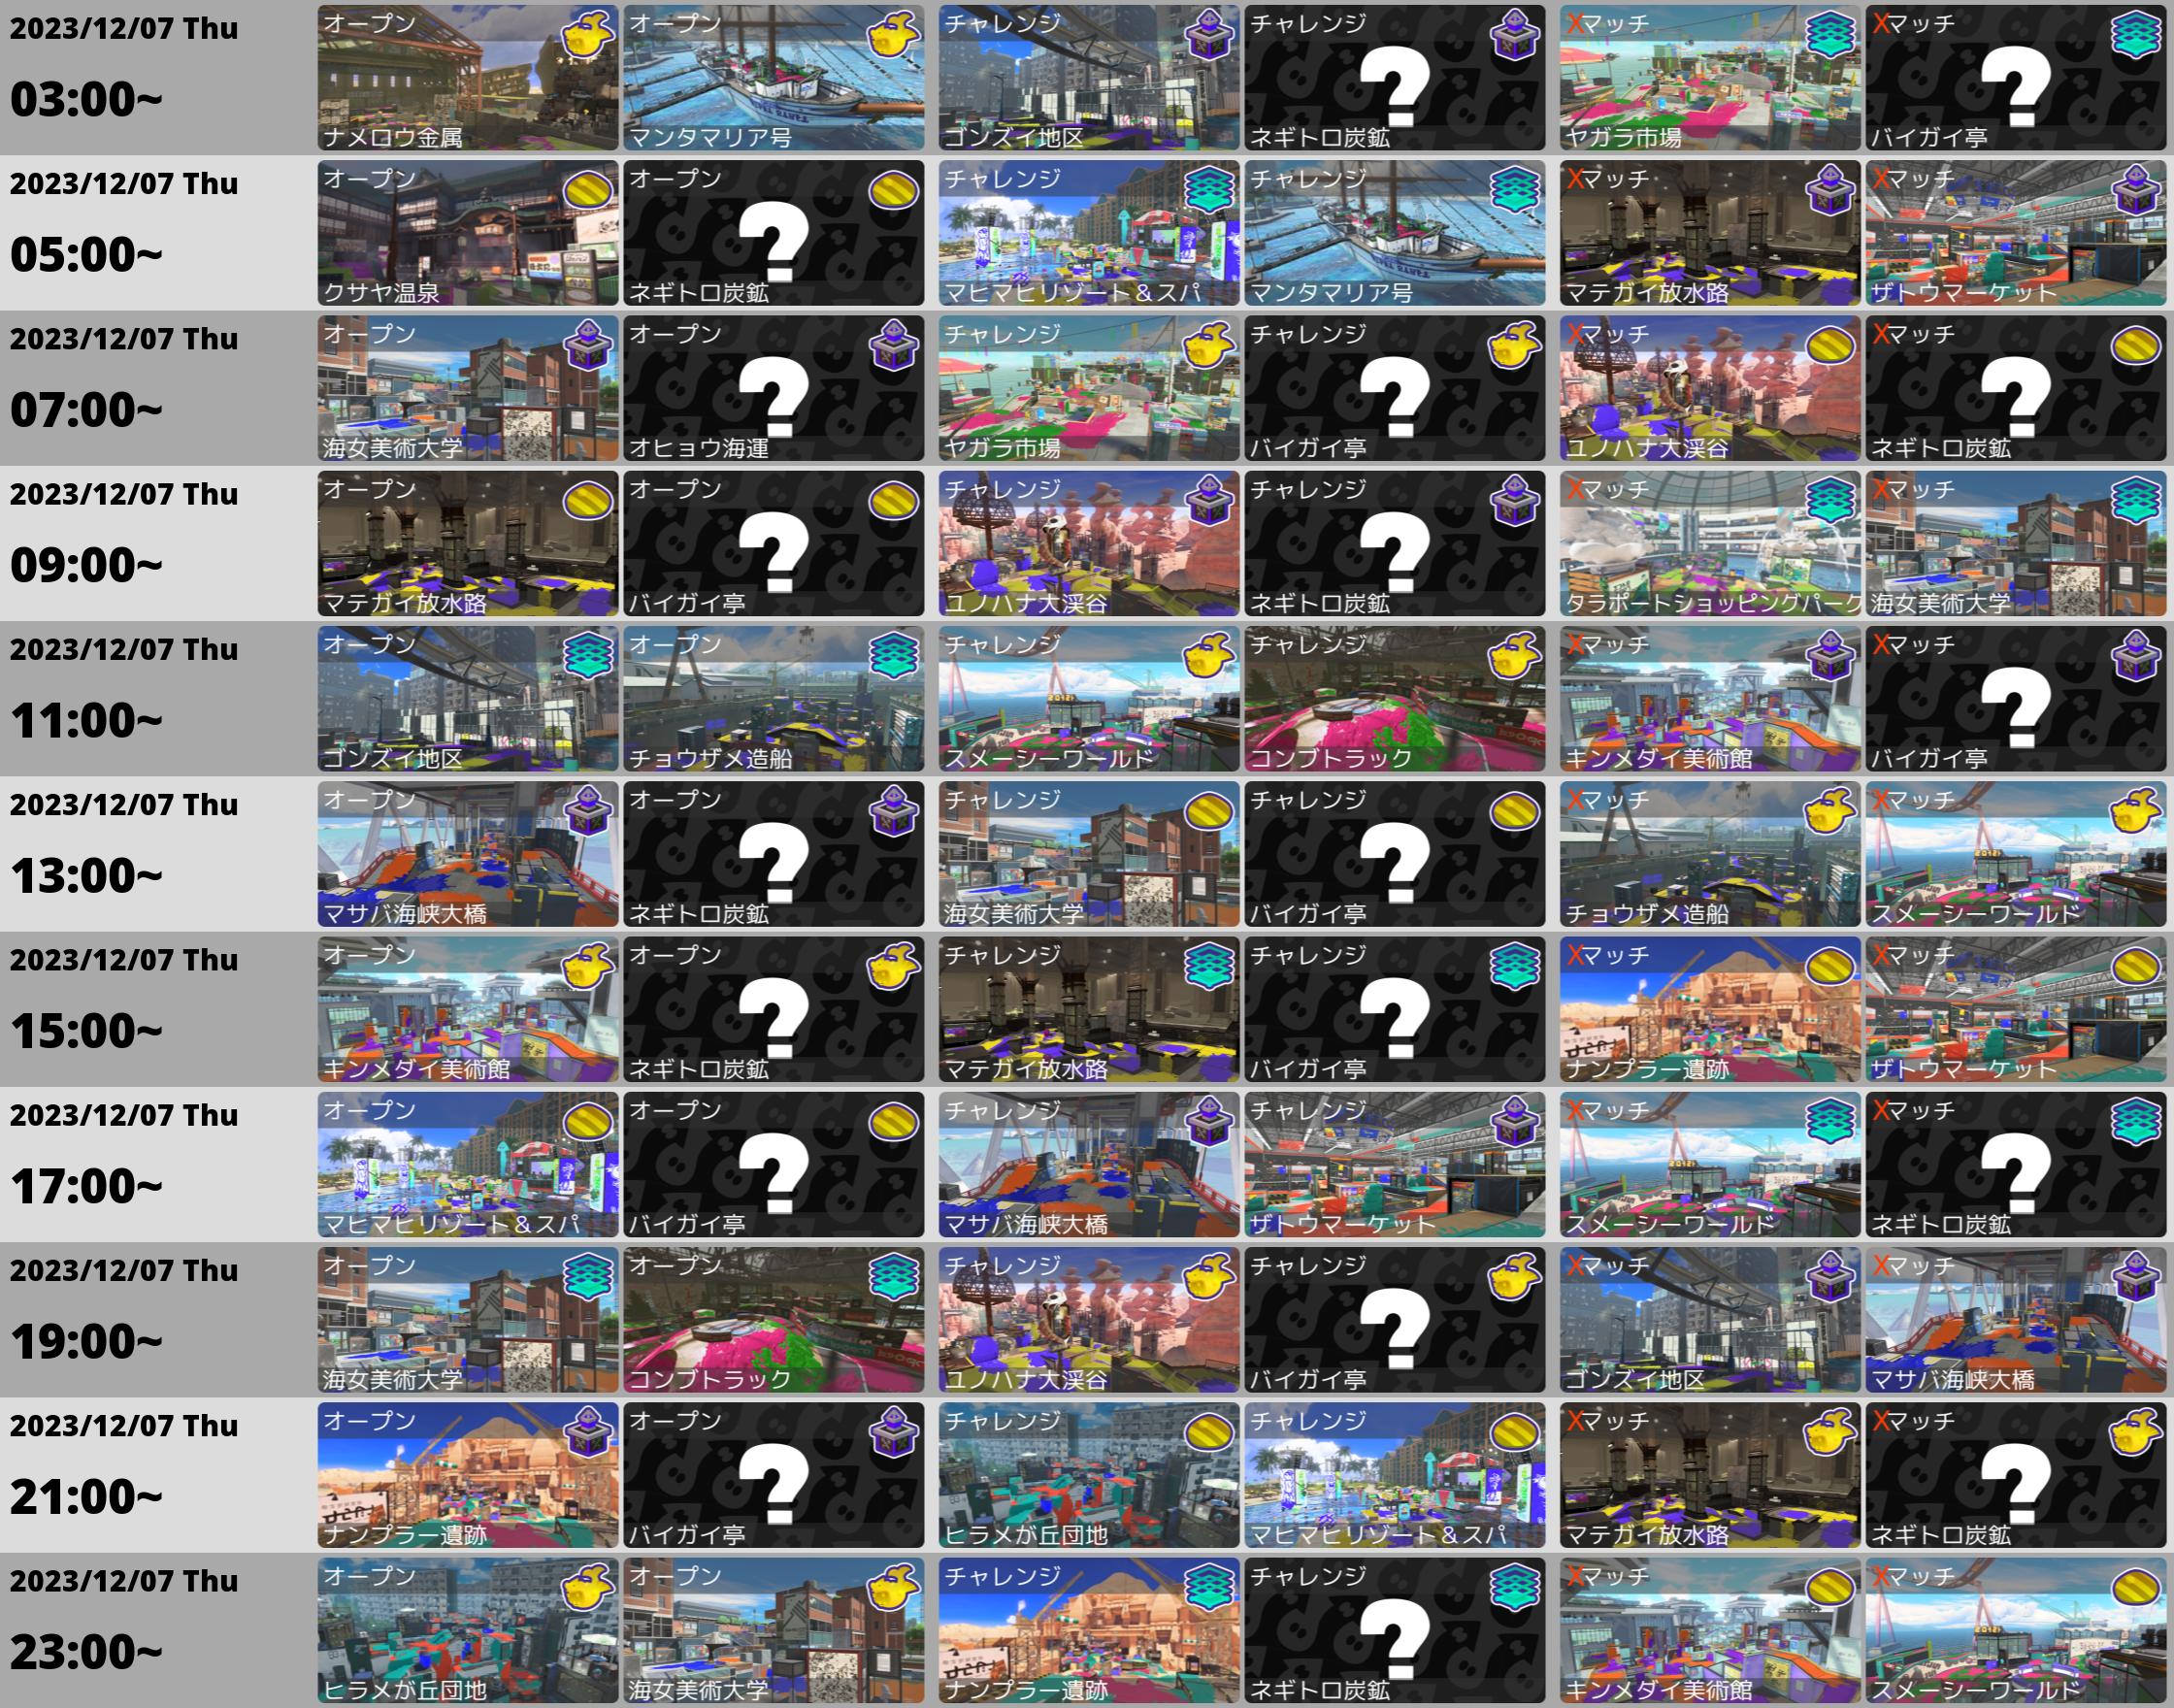 2023/12/07 Thu
03:00~
オープン
ナメロウ金属
オープン
マンタマリア号
チャレンジ
ゴンズイ地区
チャレンジ
?
ネギトロ炭鉱
Xマッチ
ヤガラ市場
Xマッチ
?
バイガイ亭
2023/12/07 Thu
05:00~
オープン
クサヤ温泉
オープン
?
ネギトロ炭鉱
チャレンジ
マヒマヒリゾート&スパ
チャレンジ
マンタマリア号
Xマッチ
マテガイ放水路
Xマッチ
ザトウマーケット
2023/12/07 Thu
07:00~
オープン
海女美術大学
オープン
?
オヒョウ海運
チャレンジ
ヤガラ市場
チャレンジ
?
バイガイ亭
Xマッチ
ユノハナ大渓谷
Xマッチ
?
ネギトロ炭鉱
2023/12/07 Thu
09:00~
オープン
マテガイ放水路
オープン
?
バイガイ亭
チャレンジ
ユノハナ大渓谷
チャレンジ
?
ネギトロ炭鉱
Xマッチ
タラポートショッピングパーク
Xマッチ
海女美術大学
2023/12/07 Thu
11:00~
オープン
ゴンズイ地区
オープン
チョウザメ造船
チャレンジ
スメーシーワールド
チャレンジ
コンブトラック
Xマッチ
キンメダイ美術館
Xマッチ
?
バイガイ亭
2023/12/07 Thu
13:00~
オープン
マサバ海峡大橋
オープン
?
ネギトロ炭鉱
チャレンジ
海女美術大学
チャレンジ
?
バイガイ亭
Xマッチ
チョウザメ造船
Xマッチ
スメーシーワールド
2023/12/07 Thu
15:00~
オープン
キンメダイ美術館
オープン
?
ネギトロ炭鉱
チャレンジ
マテガイ放水路
チャレンジ
?
バイガイ亭
Xマッチ
ナンプラー遺跡
Xマッチ
ザトウマーケット
2023/12/07 Thu
17:00~
オープン
マヒマヒリゾート&スパ
オープン
?
バイガイ亭
チャレンジ
マサバ海峡大橋
チャレンジ
ザトウマーケット
Xマッチ
スメーシーワールド
Xマッチ
?
ネギトロ炭鉱
2023/12/07 Thu
19:00~
オープン
海女美術大学
オープン
コンブトラック
チャレンジ
ユノハナ大渓谷
チャレンジ
?
バイガイ亭
Xマッチ
ゴンズイ地区
Xマッチ
マサバ海峡大橋
2023/12/07 Thu
21:00~
オープン
ナンプラー遺跡
オープン
?
バイガイ亭
チャレンジ
ヒラメが丘団地
チャレンジ
マヒマヒリゾート&スパ
Xマッチ
マテガイ放水路
Xマッチ
?
ネギトロ炭鉱
2023/12/07 Thu
23:00~
オープン
ヒラメが丘団地
オープン
海女美術大学
チャレンジ
ナンプラー遺跡
チャレンジ
?
ネギトロ炭鉱
Xマッチ
キンメダイ美術館
Xマッチ
スメーシーワールド